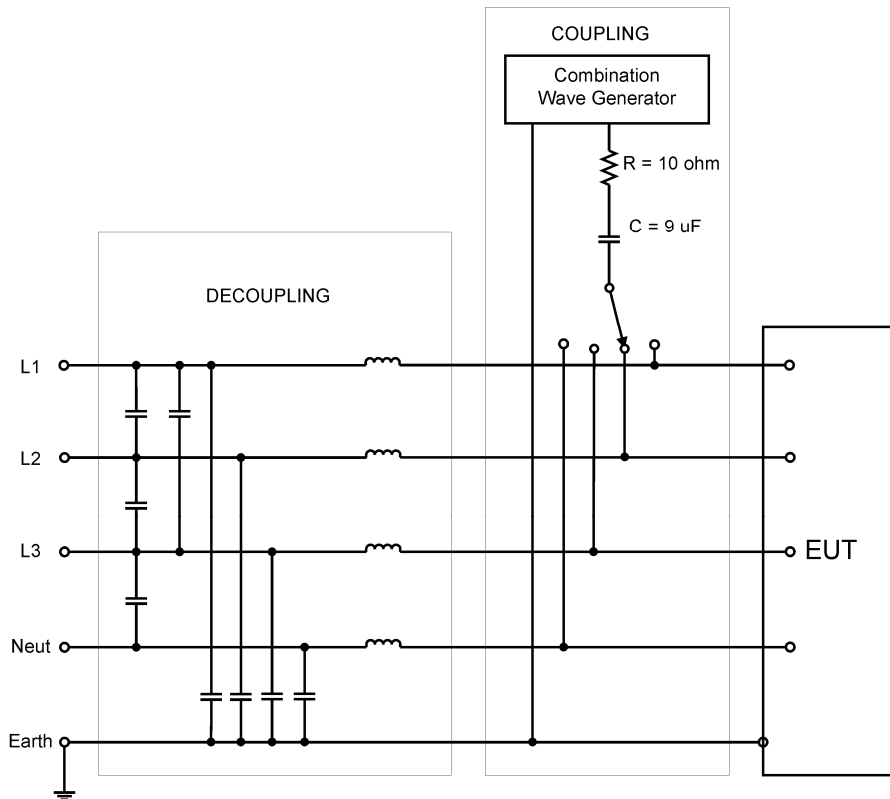 COUPLING
Combination
Wave Generator
R = 10 ohm
C = 9 uF
DECOUPLING
L1
L2
L3
EUT
Neut
Earth